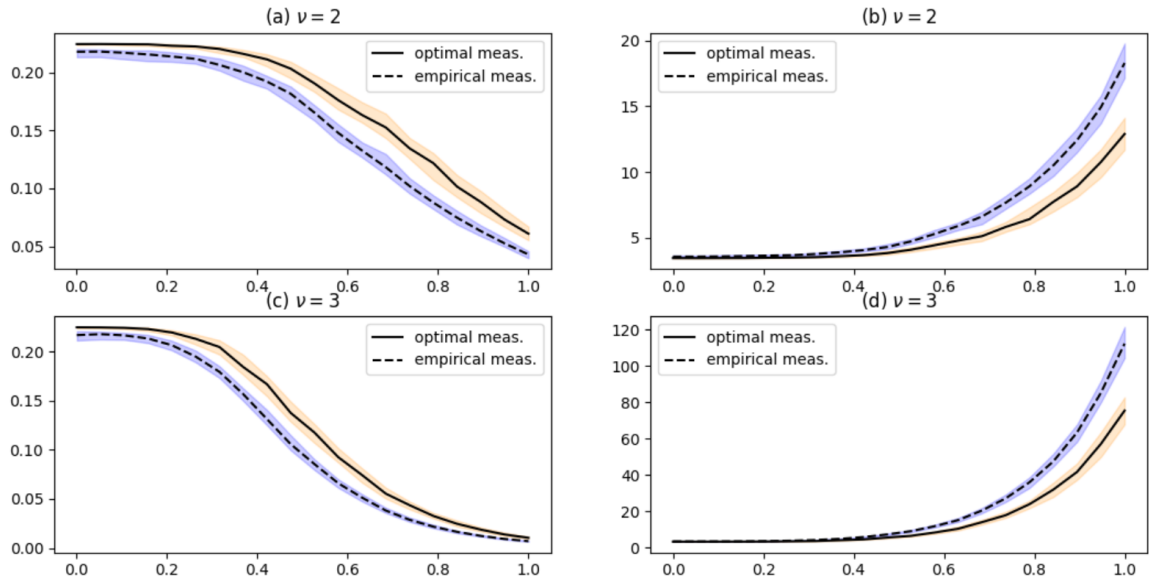 (a) ν = 2
optimal meas.
empirical meas.
0.20
0.15
0.10
0.05
0.0 0.2 0.4 0.6 0.8 1.0
(b) ν = 2
optimal meas.
empirical meas.
20
15
10
5
0.0 0.2 0.4 0.6 0.8 1.0
(c) ν = 3
optimal meas.
empirical meas.
0.20
0.15
0.10
0.05
0.00
0.0 0.2 0.4 0.6 0.8 1.0
(d) ν = 3
optimal meas.
empirical meas.
120
100
80
60
40
20
0
0.0 0.2 0.4 0.6 0.8 1.0